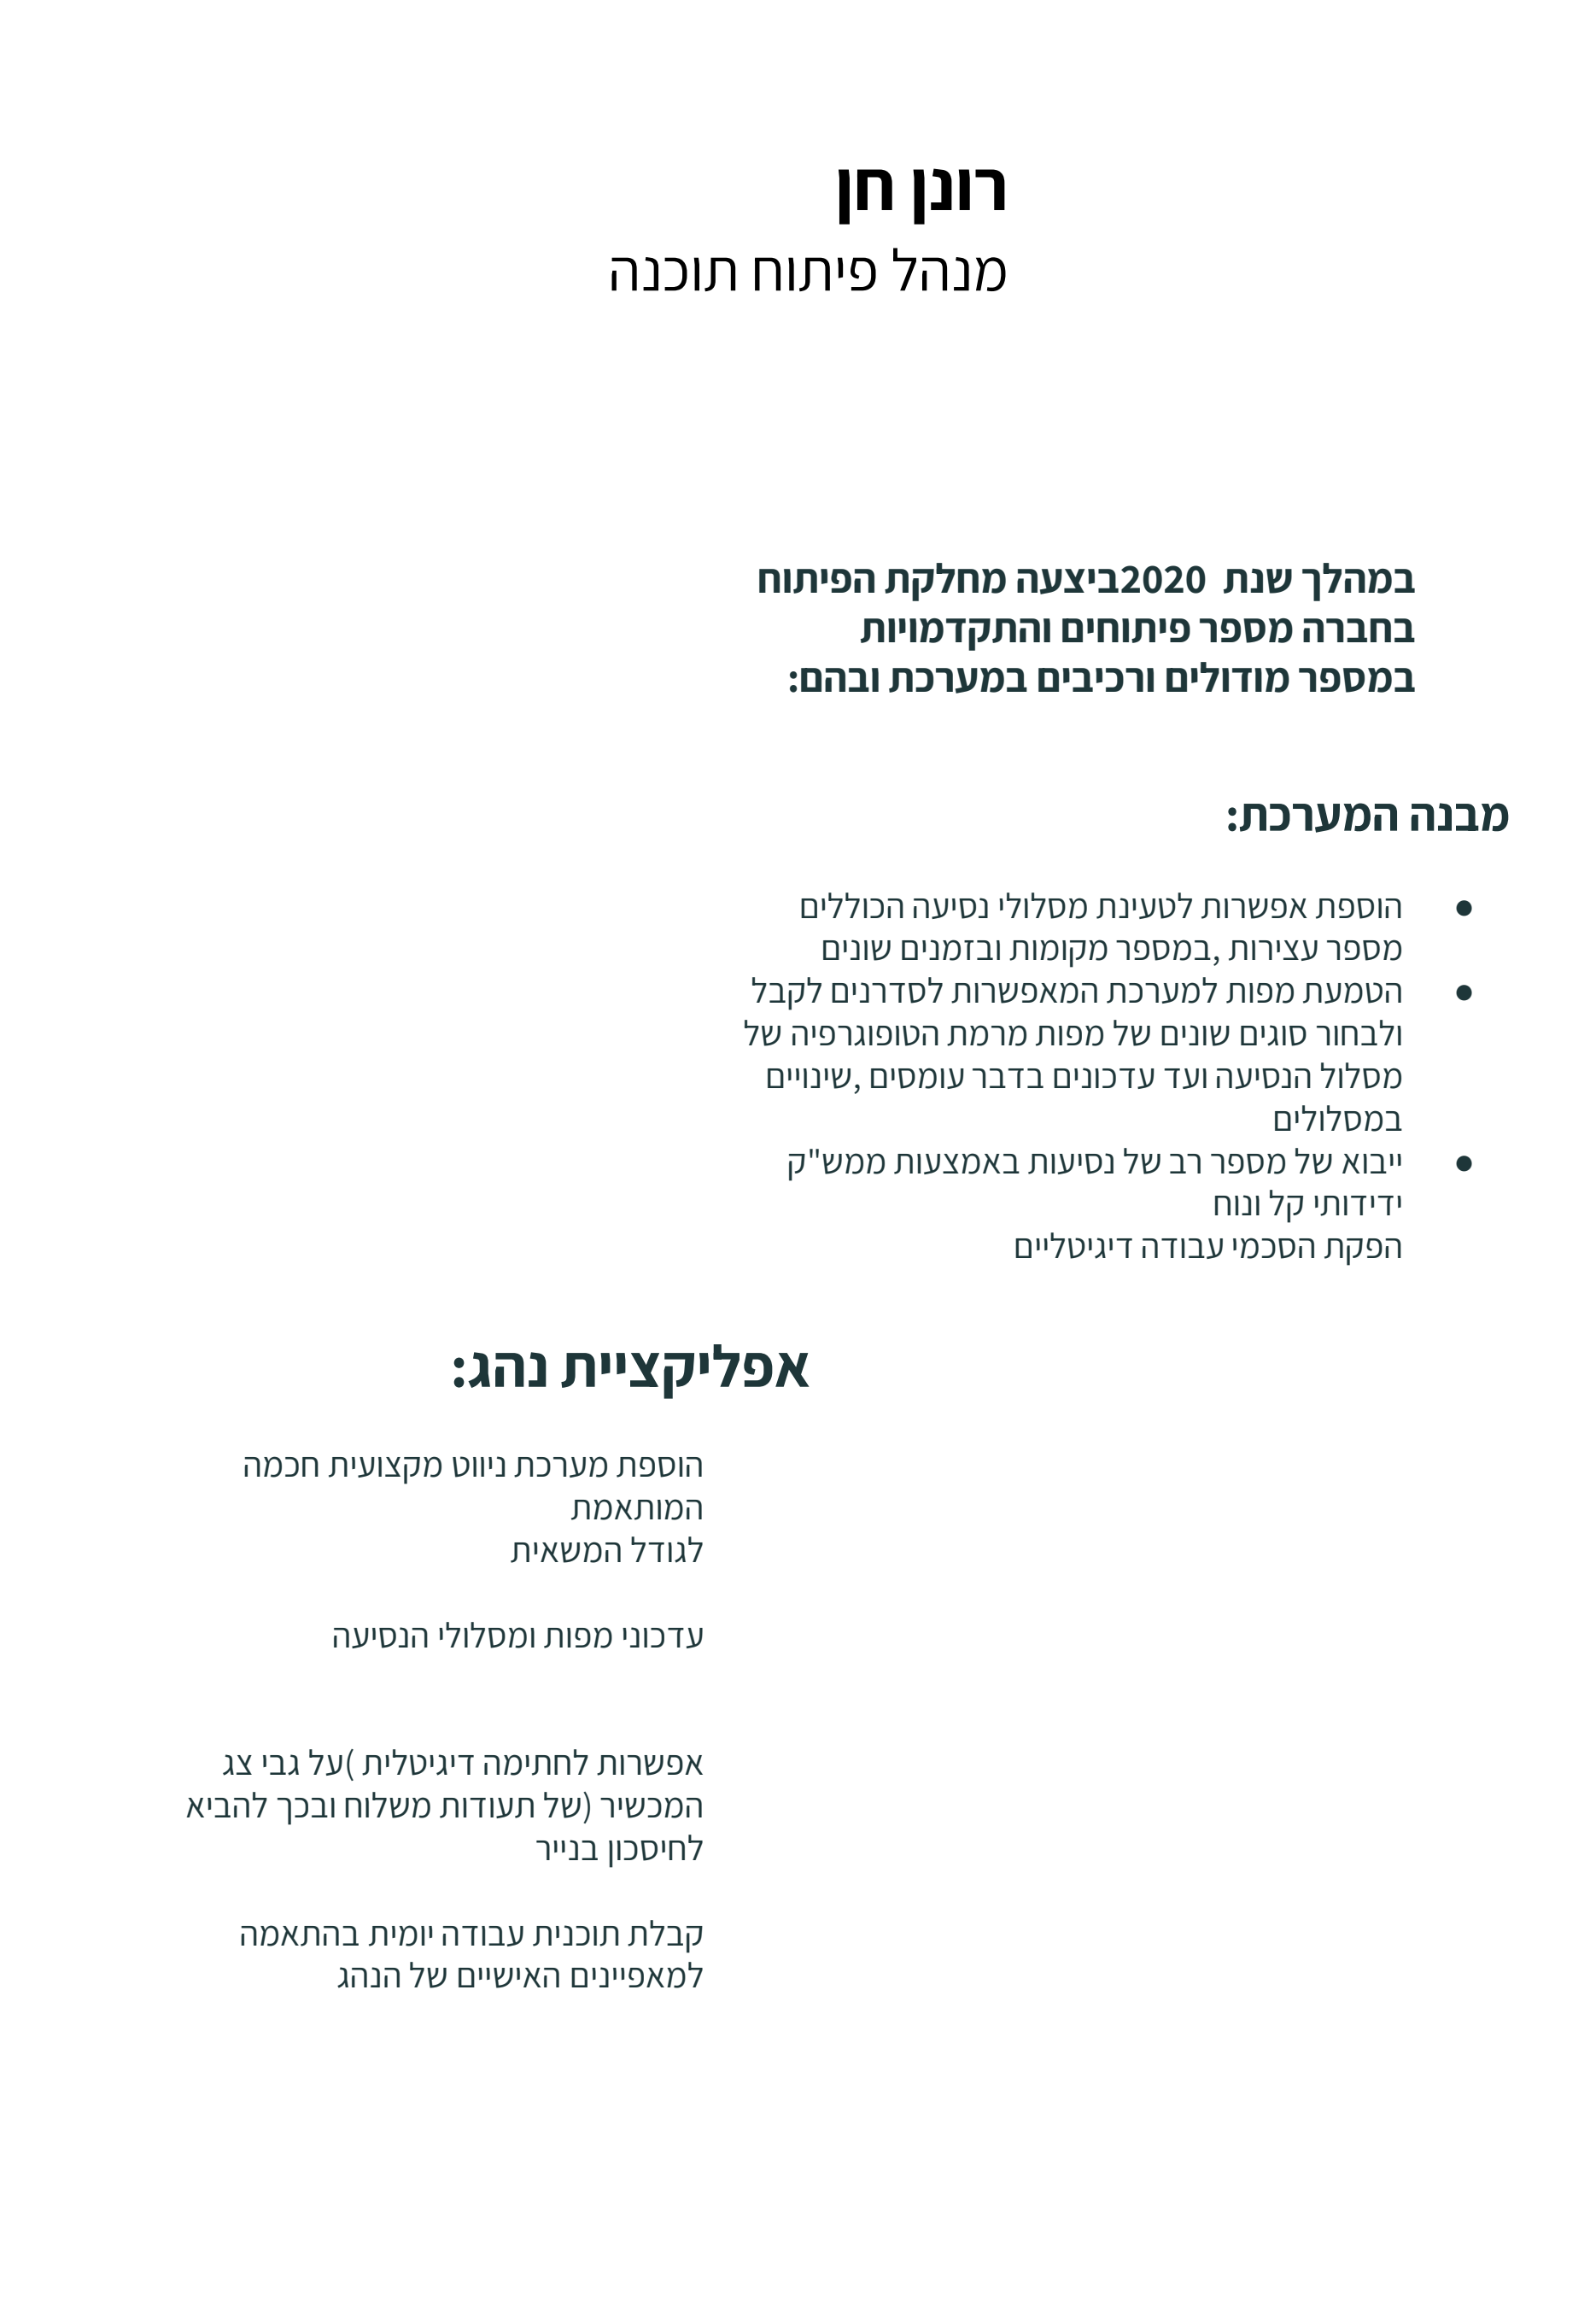 רונן חן
מנהל פיתוח תוכנה
במהלך שנת 2020ביצעה מחלקת הפיתוח
בחברה מספר פיתוחים והתקדמויות
במספר מודולים ורכיבים במערכת ובהם:
מבנה המערכת:
● הוספת אפשרות לטעינת מסלולי נסיעה הכוללים
מספר עצירות ,במספר מקומות ובזמנים שונים
● הטמעת מפות למערכת המאפשרות לסדרנים לקבל
ולבחור סוגים שונים של מפות מרמת הטופוגרפיה של
מסלול הנסיעה ועד עדכונים בדבר עומסים ,שינויים
במסלולים
● ייבוא של מספר רב של נסיעות באמצעות ממש"ק
ידידותי קל ונוח
הפקת הסכמי עבודה דיגיטליים
אפליקציית נהג:
הוספת מערכת ניווט מקצועית חכמה
המותאמת
לגודל המשאית
עדכוני מפות ומסלולי הנסיעה
אפשרות לחתימה דיגיטלית (על גבי צג
המכשיר )של תעודות משלוח ובכך להביא
לחיסכון בנייר
קבלת תוכנית עבודה יומית בהתאמה
למאפיינים האישיים של הנהג